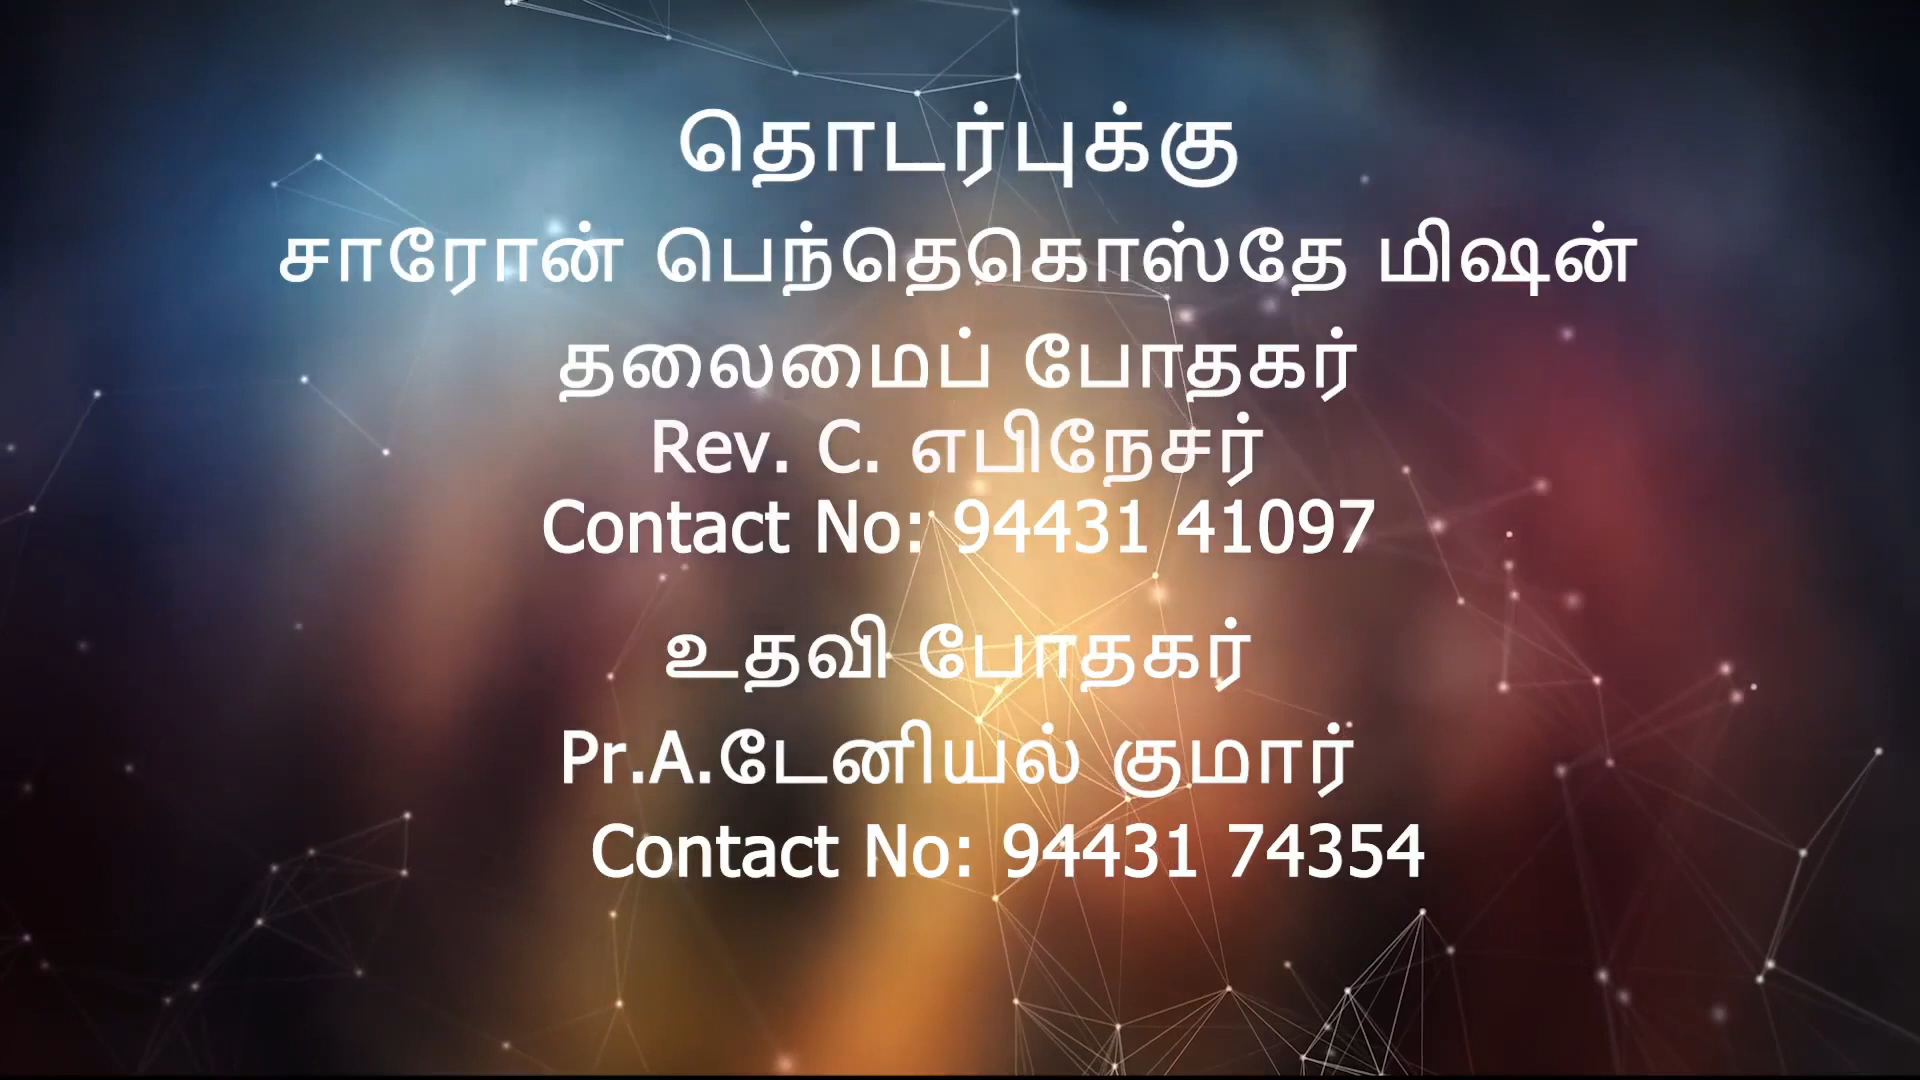 தொடர்புக்கு
சாரோன் பெந்தெகொஸ்தே மிஷன்
தலைமைப் போதகர்
Rev. C. எபிநேசர்
Contact No: 94431 41097
உதவி போதகர்
Pr.A.டேனியல் குமார்
Contact No: 94431 74354